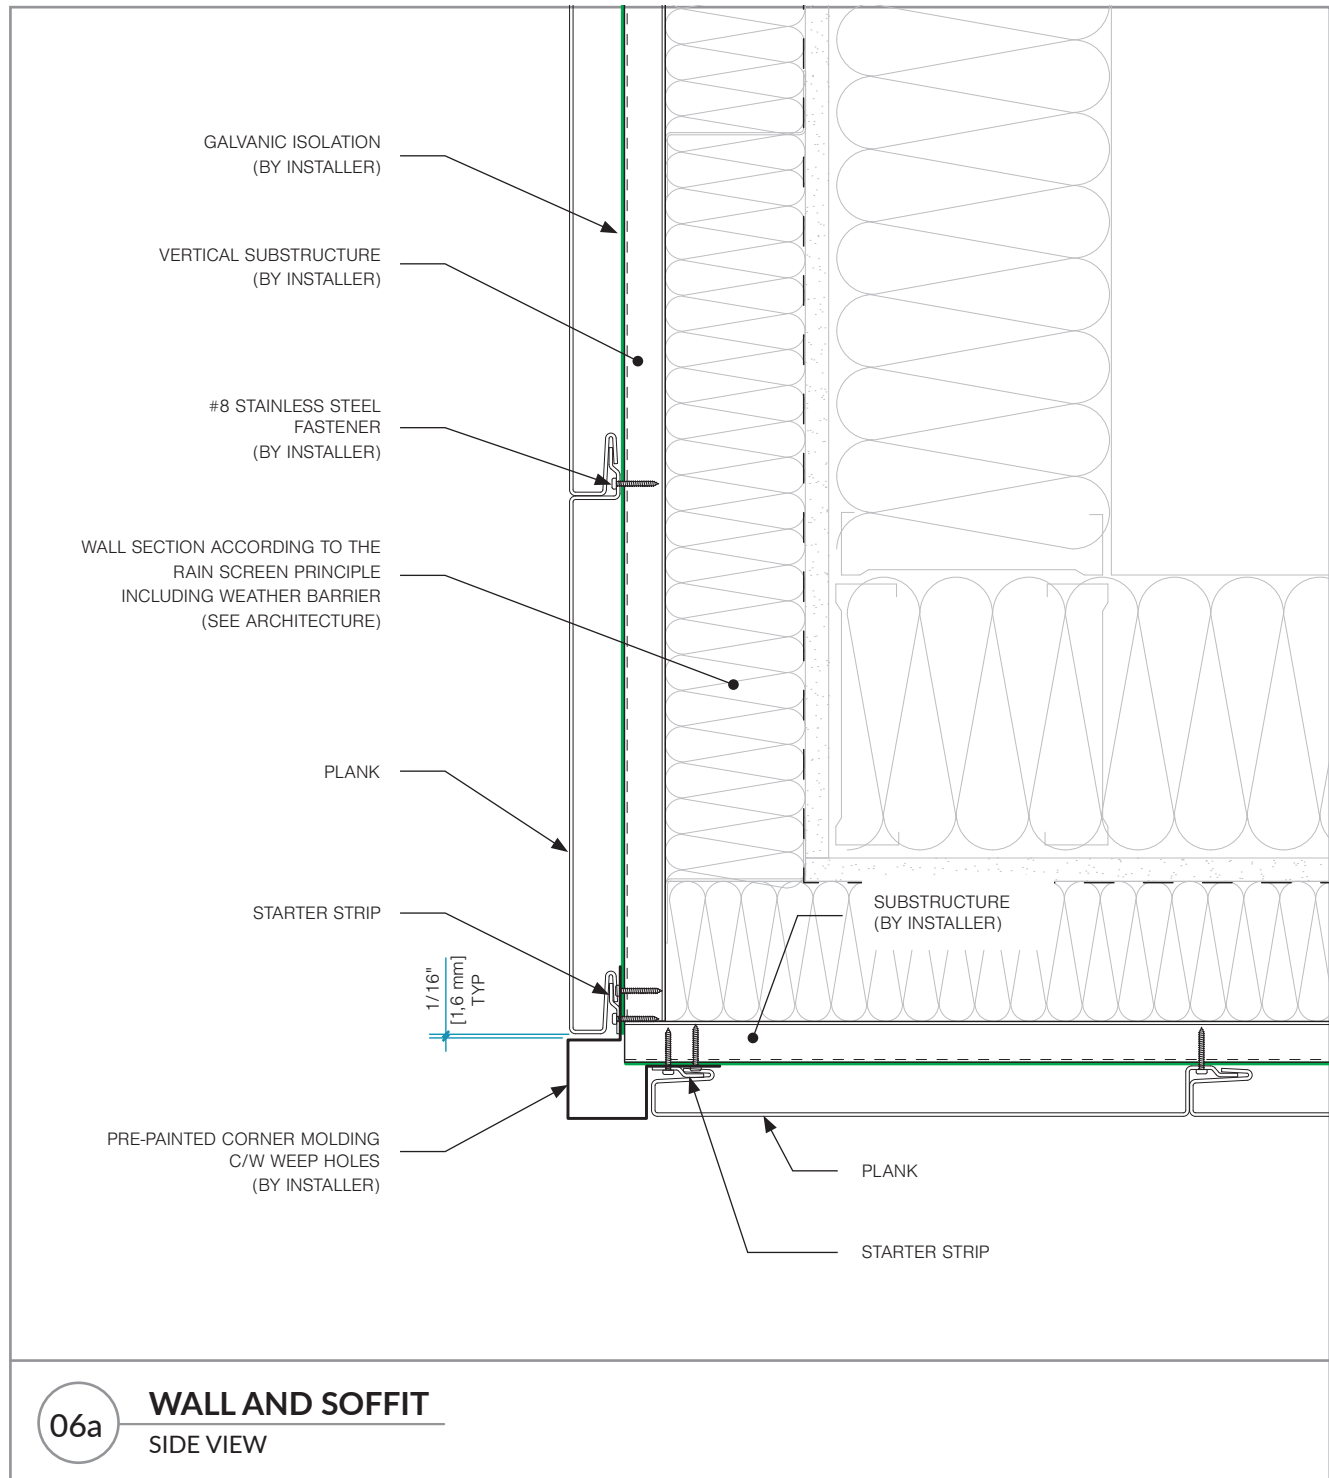 GALVANIC ISOLATION
(BY INSTALLER)
VERTICAL SUBSTRUCTURE
(BY INSTALLER)
#8 STAINLESS STEEL
FASTENER
(BY INSTALLER)
WALL SECTION ACCORDING TO THE
RAIN SCREEN PRINCIPLE
INCLUDING WEATHER BARRIER
(SEE ARCHITECTURE)
PLANK
STARTER STRIP
1/16"
[1,6 mm]
TYP
SUBSTRUCTURE
(BY INSTALLER)
PRE-PAINTED CORNER MOLDING
C/W WEEP HOLES
(BY INSTALLER)
PLANK
STARTER STRIP
06a
WALL AND SOFFIT
SIDE VIEW